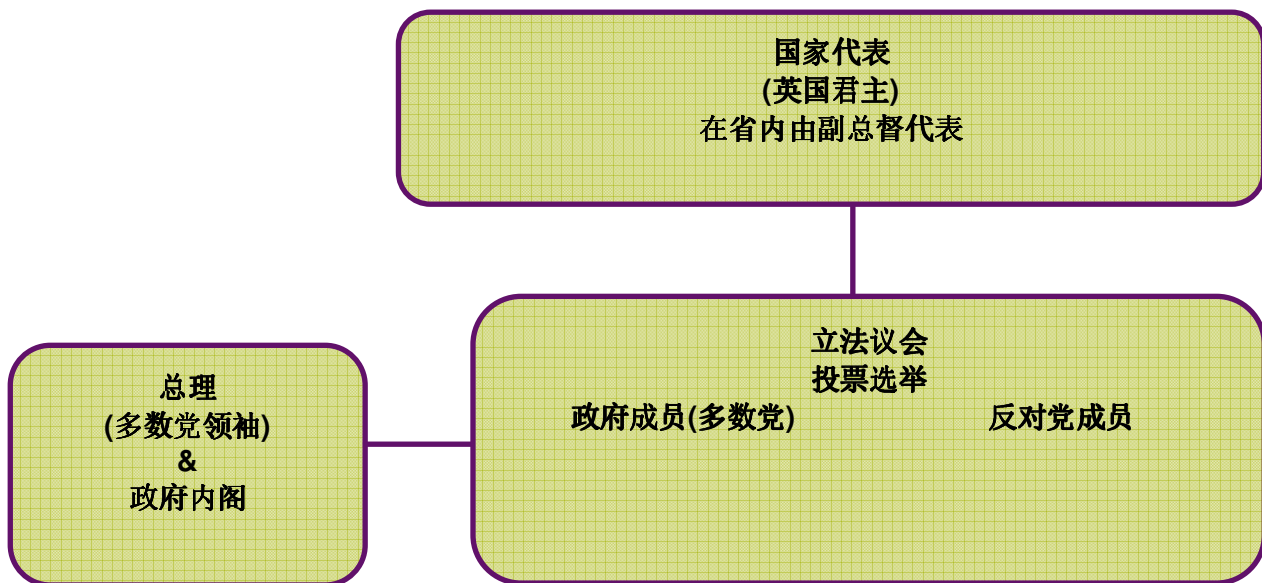 国家代表
(英国君主)
在省内由副总督代表
立法议会
投票选举
政府成员(多数党) 反对党成员
总理
(多数党领袖)
&
政府内阁